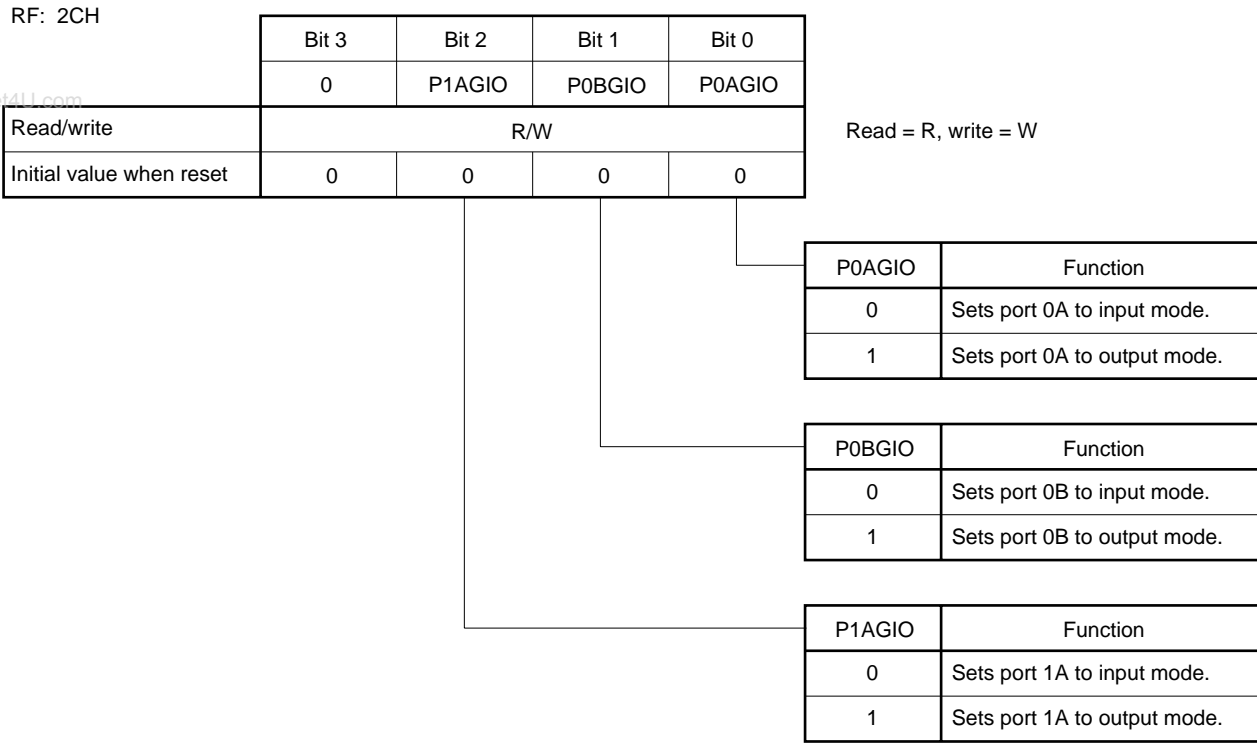 RF: 2CH
Bit 3 Bit 2 Bit 1 Bit 0
0 P1AGIO P0BGIO P0AGIO
et4U.com
Read/write R/W Read = R, write = W
Initial value when reset 0 0 0 0
P0AGIO Function
0 Sets port 0A to input mode.
1 Sets port 0A to output mode.
P0BGIO Function
0 Sets port 0B to input mode.
1 Sets port 0B to output mode.
P1AGIO Function
0 Sets port 1A to input mode.
1 Sets port 1A to output mode.